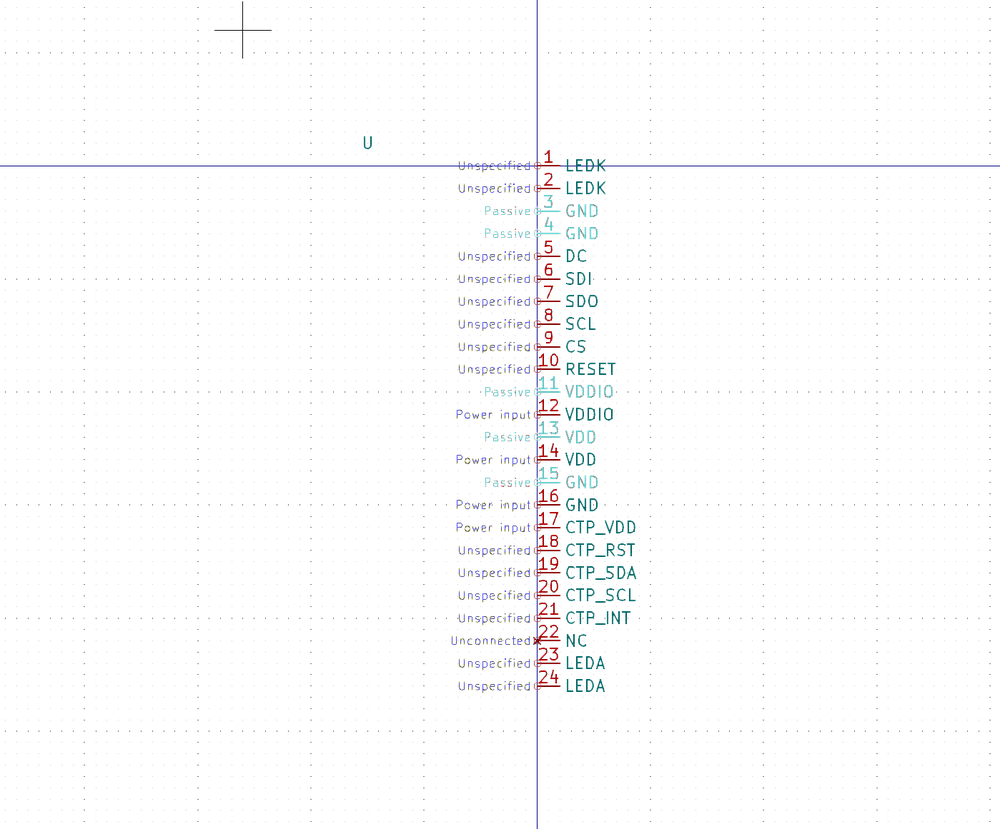 U
Unspecified 1 LEDK
Unspecified 2 LEDK
Passive 3 GND
Passive 4 GND
Unspecified 5 DC
Unspecified 6 SDI
Unspecified 7 SDO
Unspecified 8 SCL
Unspecified 9 CS
Unspecified 10 RESET
Passive 11 VDDIO
Power input 12 VDDIO
Passive 13 VDD
Power input 14 VDD
Passive 15 GND
Power input 16 GND
Power input 17 CTP_VDD
Unspecified 18 CTP_RST
Unspecified 19 CTP_SDA
Unspecified 20 CTP_SCL
Unspecified 21 CTP_INT
Unconnected 22 NC
Unspecified 23 LEDA
Unspecified 24 LEDA